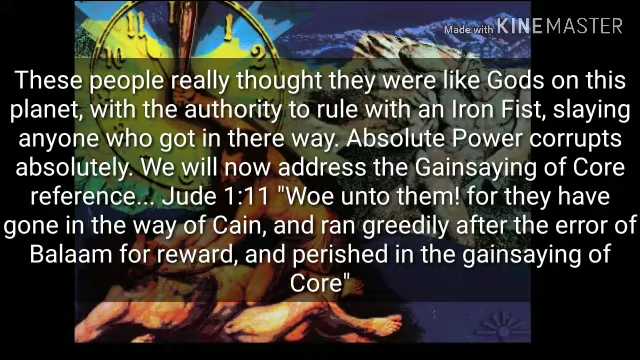 Made with KINEMASTER
These people really thought they were like Gods on this
planet, with the authority to rule with an Iron Fist, slaying
anyone who got in there way. Absolute Power corrupts
absolutely. We will now address the Gainsaying of Core
reference... Jude 1:11 "Woe unto them! for they have
gone in the way of Cain, and ran greedily after the error of
Balaam for reward, and perished in the gainsaying of
Core"